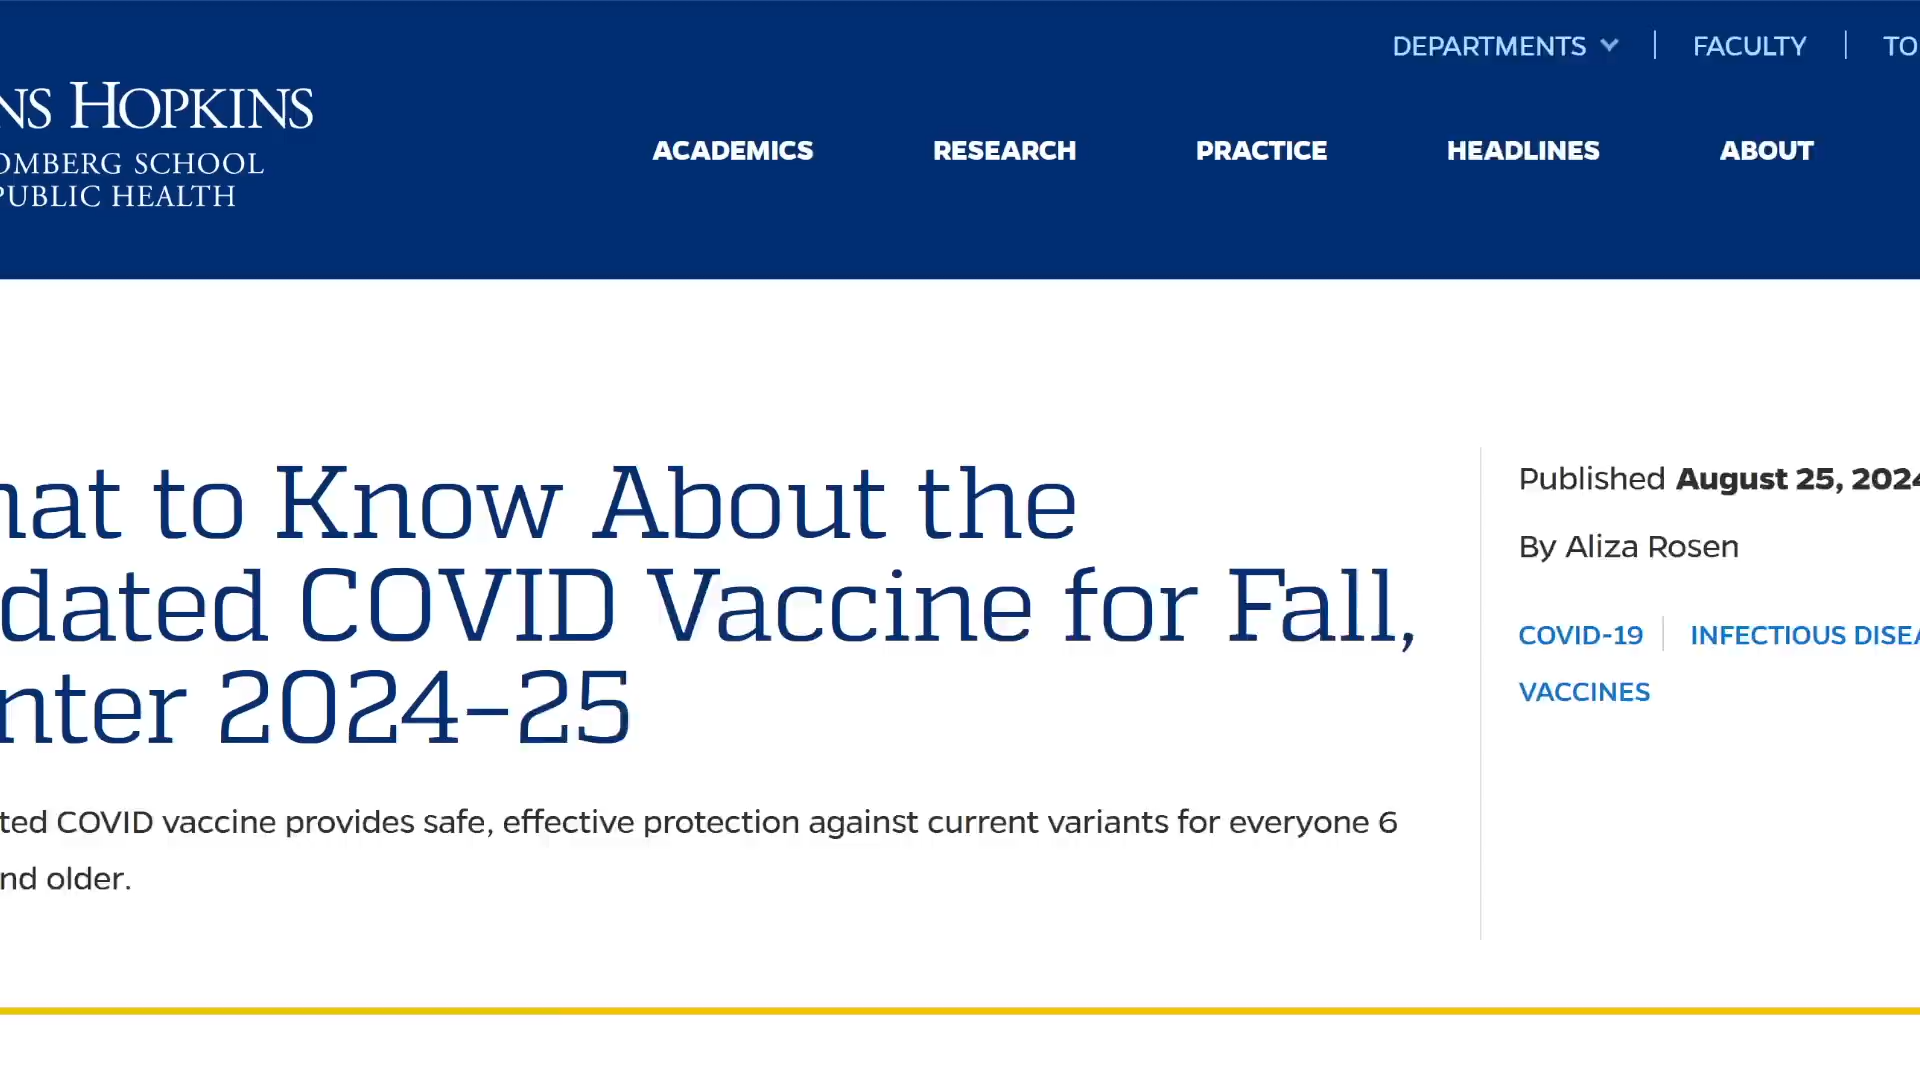 DEPARTMENTS | FACULTY | TO
NS HOPKINS
OMBERG SCHOOL
PUBLIC HEALTH
ACADEMICS RESEARCH PRACTICE HEADLINES ABOUT
hat to Know About the
dated COVID Vaccine for Fall,
nter 2024–25
ted COVID vaccine provides safe, effective protection against current variants for everyone 6
nd older.
Published August 25, 2024
By Aliza Rosen
COVID-19 | INFECTIOUS DISEA
VACCINES